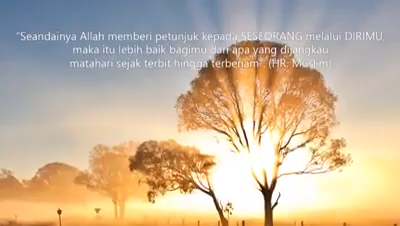 "Seandainya Allah memberi petunjuk kepada SESEORANG melalui DIRIMU,
maka itu lebih baik bagimu dari apa yang dijangkau
matahari sejak terbit hingga terbenam" (HR. Muslim)